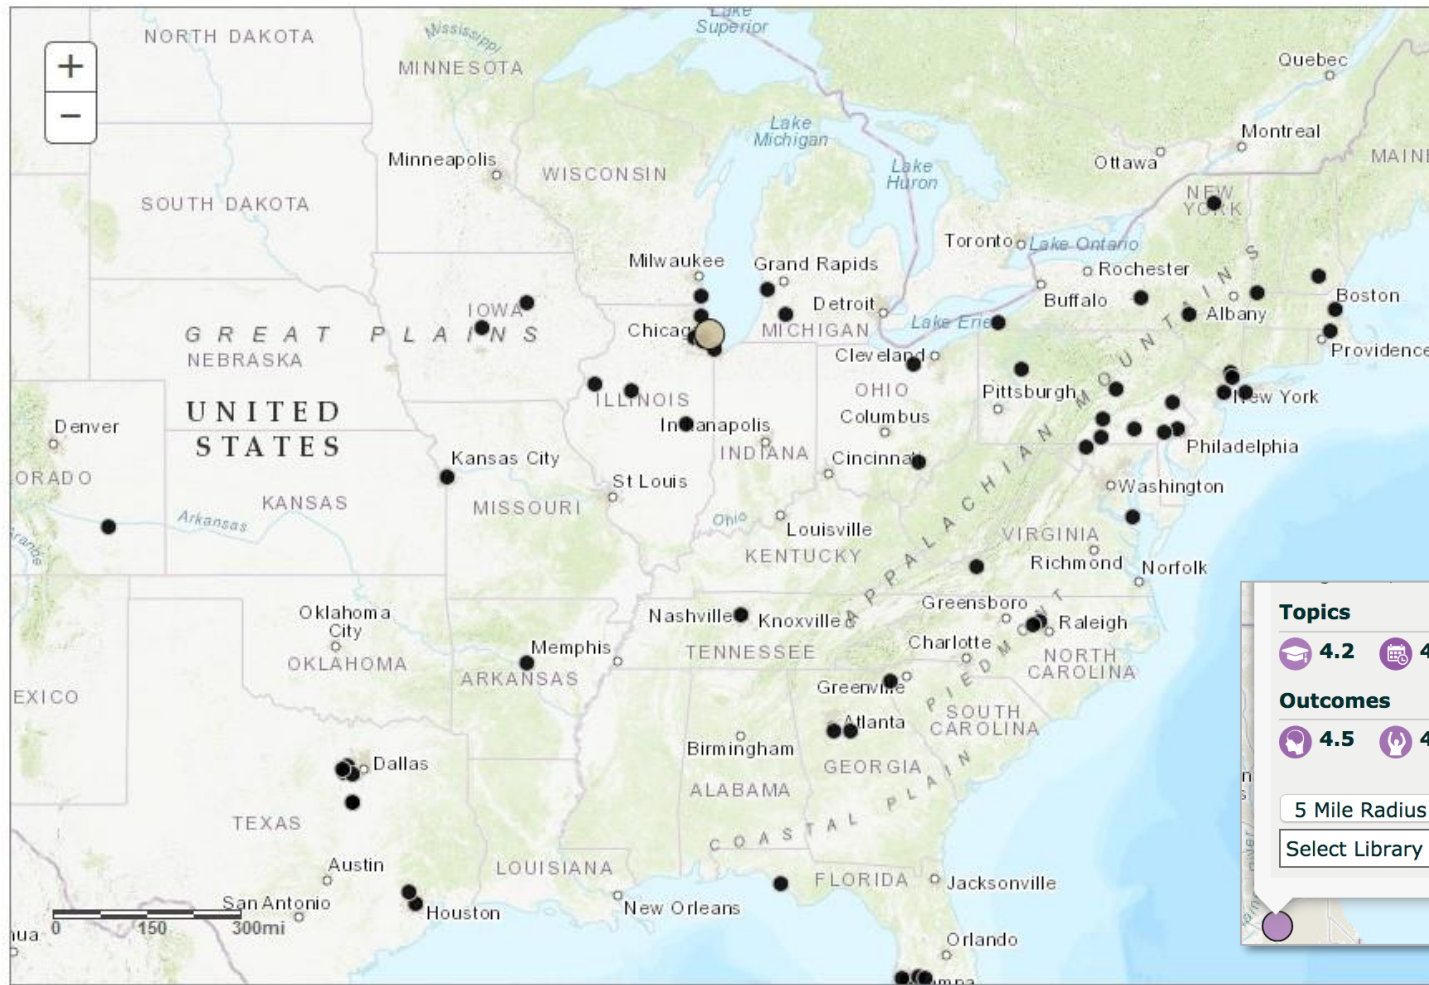 Lake
Superior
NORTH DAKOTA
Mississippi
MINNESOTA
Quebec
Lake
Michigan
Montreal
Ottawa
MAINE
Minneapolis
WISCONSIN
Lake
Huron
NEW
YORK
SOUTH DAKOTA
Toronto
Lake Ontario
Milwaukee
Grand Rapids
Rochester
IOWA
Detroit
Buffalo
Boston
Albany
GREAT PLAINS
Chicag
MICHIGAN
Lake Erie
NEBRASKA
Cleveland
Providence
OHIO
Pittsburgh
ILLINOIS
New York
UNITED
STATES
Denver
Columbus
Indianapolis
INDIANA
Philadelphia
Kansas City
Cincinnati
ORADO
St Louis
Washington
KANSAS
MISSOURI
Arkansas
Ohio
Louisville
VIRGINIA
KENTUCKY
Richmond
Norfolk
APPALACHIAN MOUNTAINS
Oklahoma
City
Nashville
Knoxville
Greensboro
Raleigh
Memphis
TENNESSEE
Charlotte
OKLAHOMA
ARKANSAS
NORTH
CAROLINA
EXICO
Greenville
PIEDMONT
SOUTH
CAROLINA
Atlanta
Birmingham
Dallas
GEORGIA
ALABAMA
TEXAS
COASTAL PLAIN
Austin
LOUISIANA
FLORIDA
Jacksonville
San Antonio
Houston
New Orleans
0 150 300mi
Orlando
ua
mpa
Topics
4.2 4
Outcomes
4.5 4
5 Mile Radius
Select Library